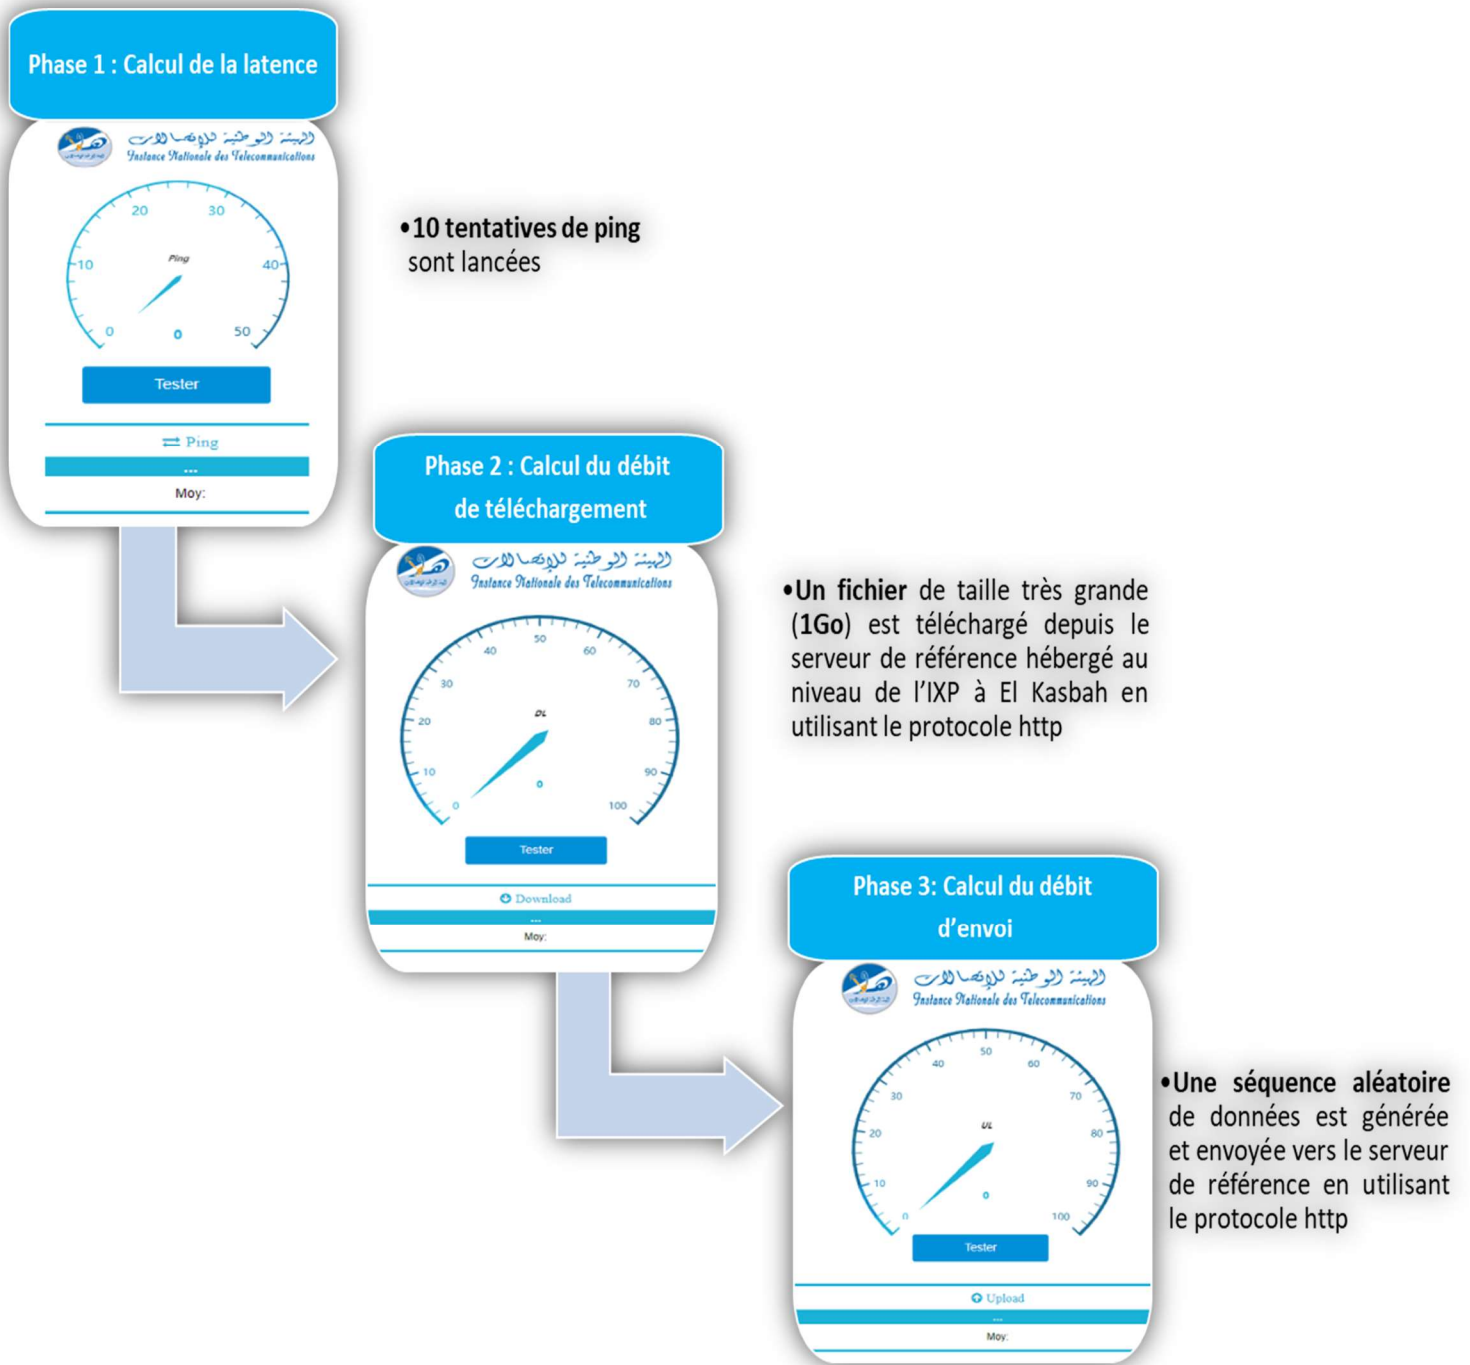 Phase 1 : Calcul de la latence
الهيئة الوطنية للإتصالات
Instance Nationale des Telecommunications
20
30
10
Ping
40
0
0
50
Tester
Ping
...
Moy:
•10 tentatives de ping
sont lancées
Phase 2 : Calcul du débit
de téléchargement
الهيئة الوطنية للإتصالات
Instance Nationale des Telecommunications
50
40
60
30
70
DL
20
80
10
90
0
0
100
Tester
Download
...
Moy:
•Un fichier de taille très grande
(1Go) est téléchargé depuis le
serveur de référence hébergé au
niveau de l’IXP à El Kasbah en
utilisant le protocole http
Phase 3: Calcul du débit
d’envoi
الهيئة الوطنية للإتصالات
Instance Nationale des Telecommunications
50
40
60
30
70
UL
20
80
10
90
0
0
100
Tester
Upload
...
Moy:
•Une séquence aléatoire
de données est générée
et envoyée vers le serveur
de référence en utilisant
le protocole http